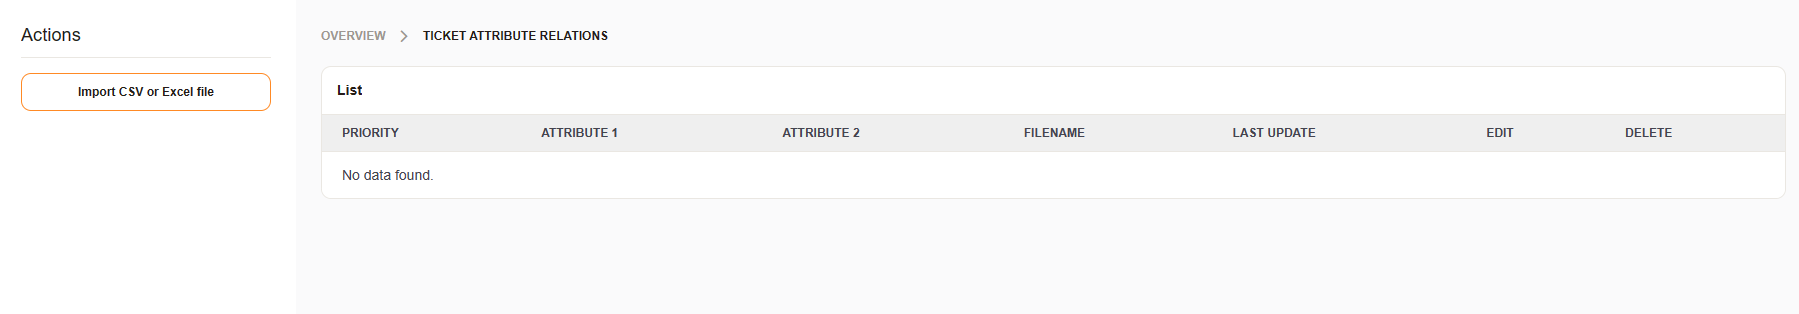 Actions
Import CSV or Excel file
OVERVIEW > TICKET ATTRIBUTE RELATIONS
List
PRIORITY ATTRIBUTE 1 ATTRIBUTE 2 FILENAME LAST UPDATE EDIT DELETE
No data found.